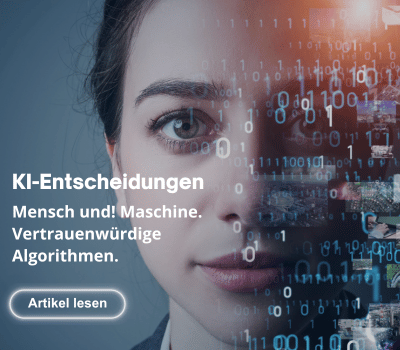 KI-Entscheidungen
Mensch und! Maschine.
Vertrauenwürdige
Algorithmen.
Artikel lesen